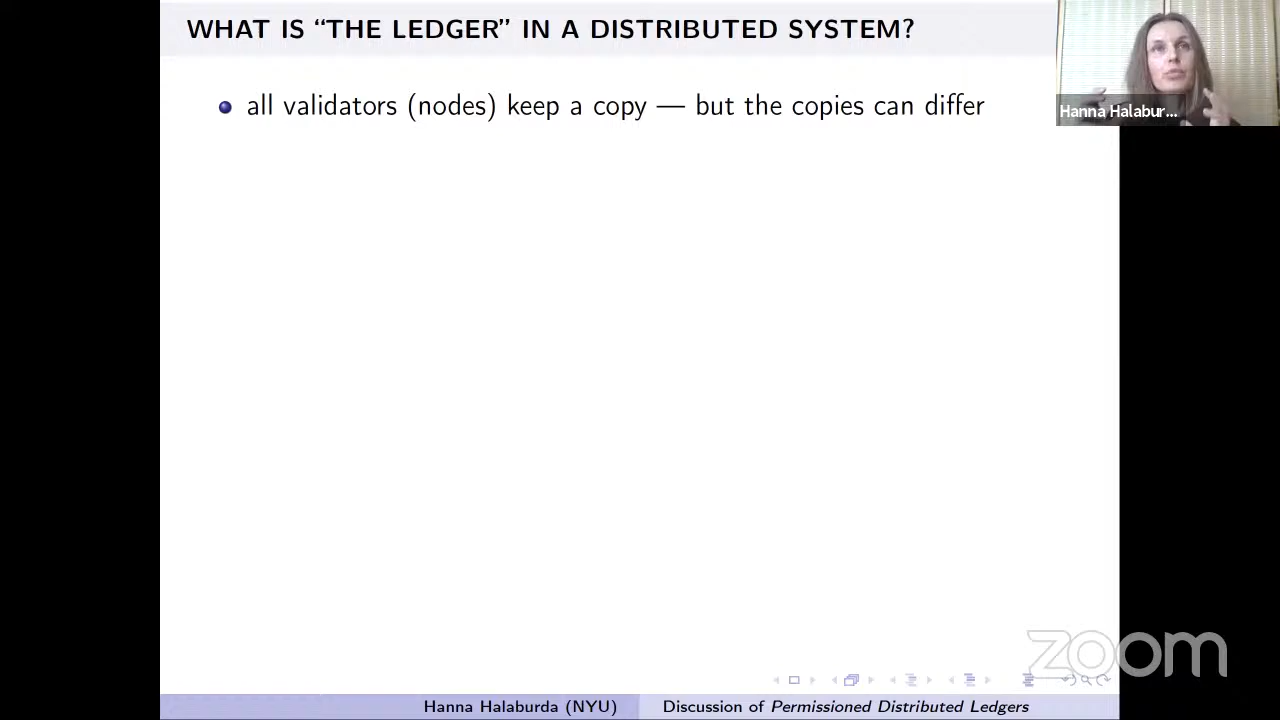 WHAT IS “THE LEDGER” IN A DISTRIBUTED SYSTEM?
all validators (nodes) keep a copy — but the copies can differ
Hanna Halabur...
zoom
Hanna Halaburda (NYU)
Discussion of Permissioned Distributed Ledgers